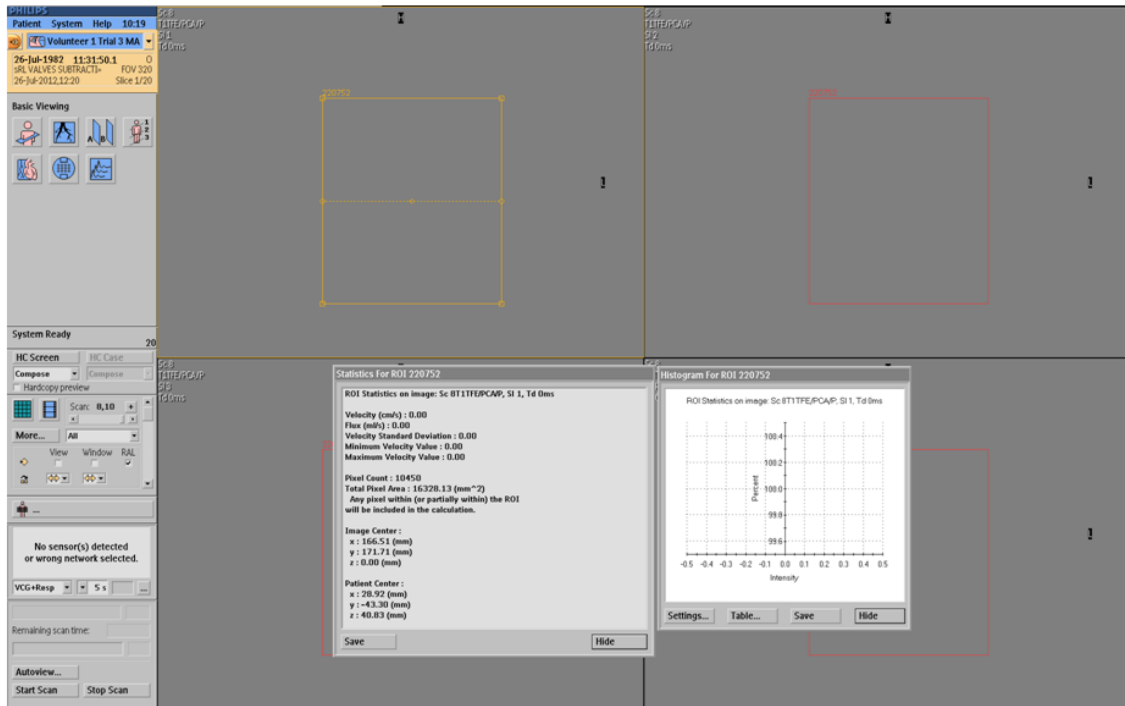 PHILIPS
Patient System Help 10:19
Volunteer 1 Trial 3 MA
26-Jul-1982 11:31:50.1 O
sRL VALVES SUBTRACTI» FOV 320
26-Jul-2012,12:20 Slice 1/20
Basic Viewing
A B
1
2
3
System Ready
20
HC Screen HC Case
Compose Compose
Hardcopy preview
Scan: 8,10 +
More... All
View Window RAL
...
No sensor(s) detected
or wrong network selected.
VCG+Resp 5 s ...
Remaining scan time:
Autoview...
Start Scan Stop Scan
Sc 8
T1TFE/PCA/P
Sl 1
Td 0ms
H
220752
Sc 8
T1TFE/PCA/P
Sl 2
Td 0ms
H
220752
Sc 8
T1TFE/PCA/P
Sl 3
Td 0ms
Statistics For ROI 220752
ROI Statistics on image: Sc 8T1TFE/PCA/P, Sl 1, Td 0ms
Velocity (cm/s) : 0.00
Flux (ml/s) : 0.00
Velocity Standard Deviation : 0.00
Minimum Velocity Value : 0.00
Maximum Velocity Value : 0.00
Pixel Count : 10450
Total Pixel Area : 16328.13 (mm^2)
Any pixel within (or partially within) the ROI
will be included in the calculation.
Image Center :
x : 166.51 (mm)
y : 171.71 (mm)
z : 0.00 (mm)
Patient Center :
x : 28.92 (mm)
y : -43.30 (mm)
z : 40.83 (mm)
Save Hide
Histogram For ROI 220752
ROI Statistics on image: Sc 8T1TFE/PCA/P, Sl 1, Td 0ms
100.4
100.2
100.0
99.8
99.6
Percent
-0.5 -0.4 -0.3 -0.2 -0.1 0.0 0.1 0.2 0.3 0.4 0.5
Intensity
Settings... Table... Save Hide